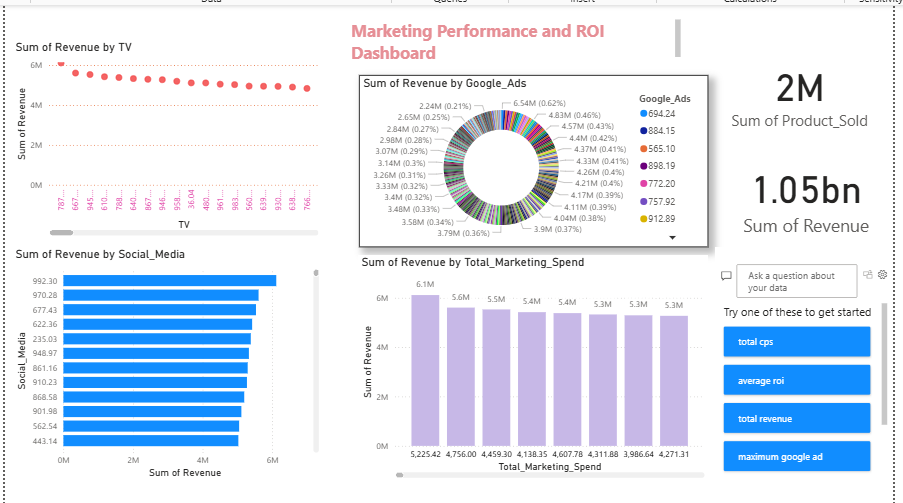 Data
Queries
Insert
Calculations
Sensitivity
Marketing Performance and ROI
Dashboard
Sum of Revenue by TV
6M
4M
2M
0M
Sum of Revenue
787....
667....
945....
610....
788....
640....
867....
946....
958....
36.04
480....
961....
983....
560....
639....
930....
638....
766....
TV
Sum of Revenue by Google_Ads
2.24M (0.21%)
2.65M (0.25%)
2.84M (0.27%)
2.98M (0.28%)
3.07M (0.29%)
3.14M (0.3%)
3.26M (0.31%)
3.33M (0.32%)
3.4M (0.32%)
3.48M (0.33%)
3.58M (0.34%)
3.79M (0.36%)
6.54M (0.62%)
4.83M (0.46%)
4.57M (0.43%)
4.4M (0.42%)
4.37M (0.41%)
4.33M (0.41%)
4.26M (0.4%)
4.21M (0.4%)
4.17M (0.39%)
4.11M (0.39%)
4.04M (0.38%)
3.9M (0.37%)
Google_Ads
694.24
884.15
565.10
898.19
772.20
757.92
912.89
2M
Sum of Product_Sold
1.05bn
Sum of Revenue
Sum of Revenue by Social_Media
Social_Media
992.30
970.28
677.43
622.36
235.03
948.97
861.16
910.23
868.58
901.98
562.54
443.14
0M
2M
4M
6M
Sum of Revenue
Sum of Revenue by Total_Marketing_Spend
Sum of Revenue
6M
4M
2M
0M
6.1M
5.6M
5.5M
5.4M
5.4M
5.3M
5.3M
5.3M
5,225.42
4,756.00
4,459.30
4,138.35
4,607.78
4,311.88
3,986.64
4,271.31
Total_Marketing_Spend
Ask a question about
your data
Try one of these to get started
total cps
average roi
total revenue
maximum google ad